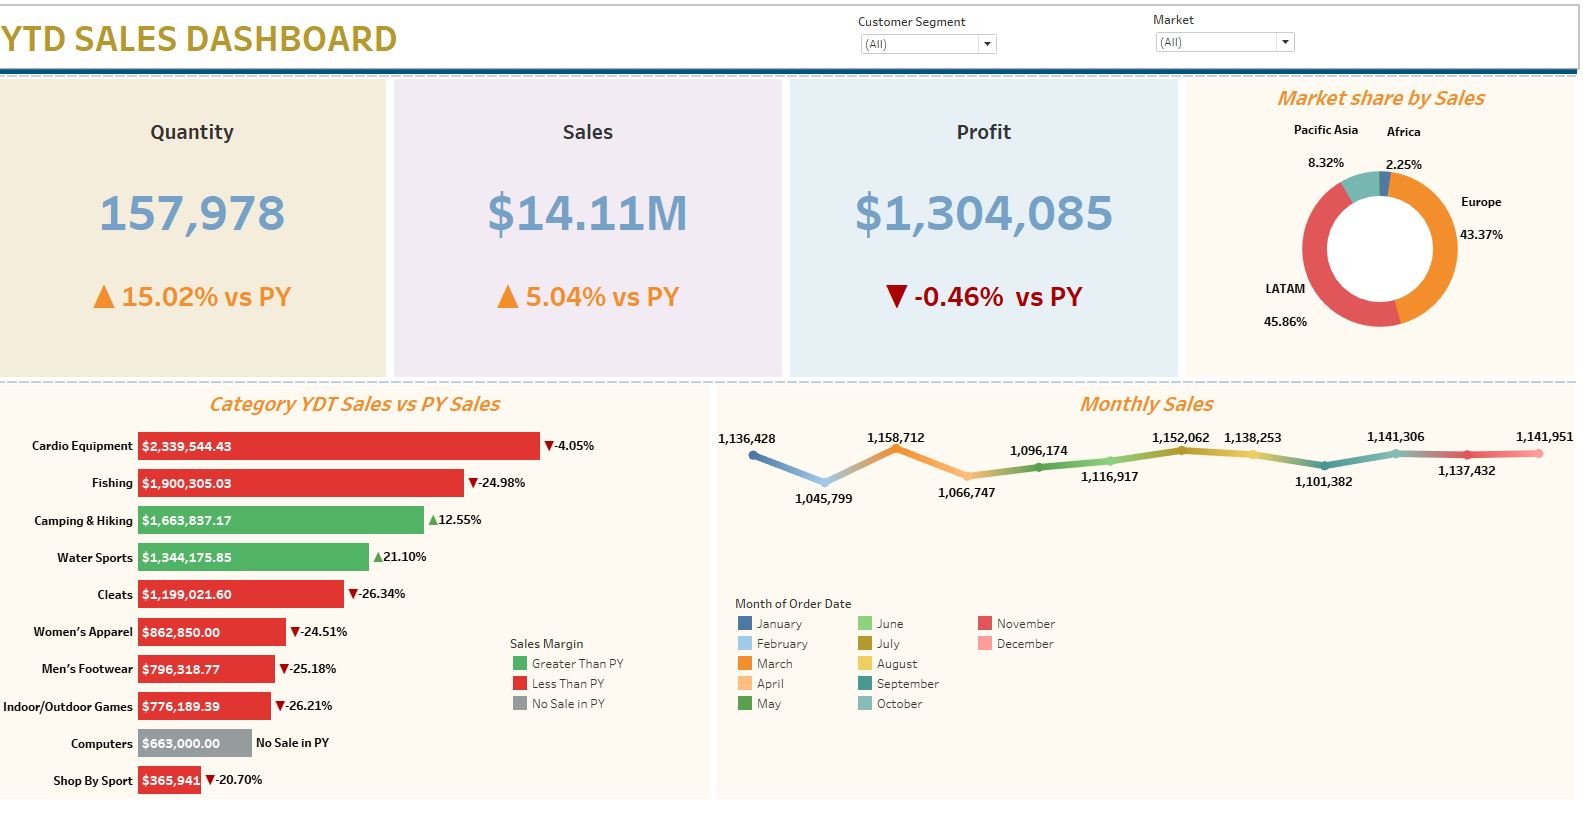 YTD SALES DASHBOARD
Customer Segment
(All)
Market
(All)
Quantity
157,978
▲ 15.02% vs PY
Sales
$14.11M
▲ 5.04% vs PY
Profit
$1,304,085
▼ -0.46% vs PY
Market share by Sales
Pacific Asia
8.32%
Africa
2.25%
Europe
43.37%
LATAM
45.86%
Category YDT Sales vs PY Sales
Cardio Equipment $2,339,544.43 ▼-4.05%
Fishing $1,900,305.03 ▼-24.98%
Camping & Hiking $1,663,837.17 ▲12.55%
Water Sports $1,344,175.85 ▲21.10%
Cleats $1,199,021.60 ▼-26.34%
Women's Apparel $862,850.00 ▼-24.51%
Men's Footwear $796,318.77 ▼-25.18%
Indoor/Outdoor Games $776,189.39 ▼-26.21%
Computers $663,000.00 No Sale in PY
Shop By Sport $365,941 ▼-20.70%
Sales Margin
Greater Than PY
Less Than PY
No Sale in PY
Monthly Sales
1,136,428
1,045,799
1,158,712
1,066,747
1,096,174
1,116,917
1,152,062
1,138,253
1,101,382
1,141,306
1,137,432
1,141,951
Month of Order Date
January
February
March
April
May
June
July
August
September
October
November
December